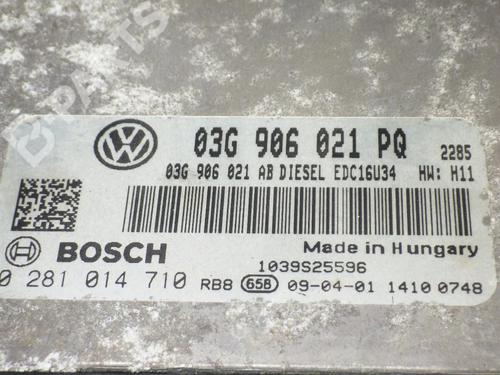 B-PARTS
03G 906 021 PQ 2285
03G 906 021 AB DIESEL EDC16U34 HW: H11
BOSCH
Made in Hungary
1039S25596
0 281 014 710 RB8 658 09-04-01 1410 0748